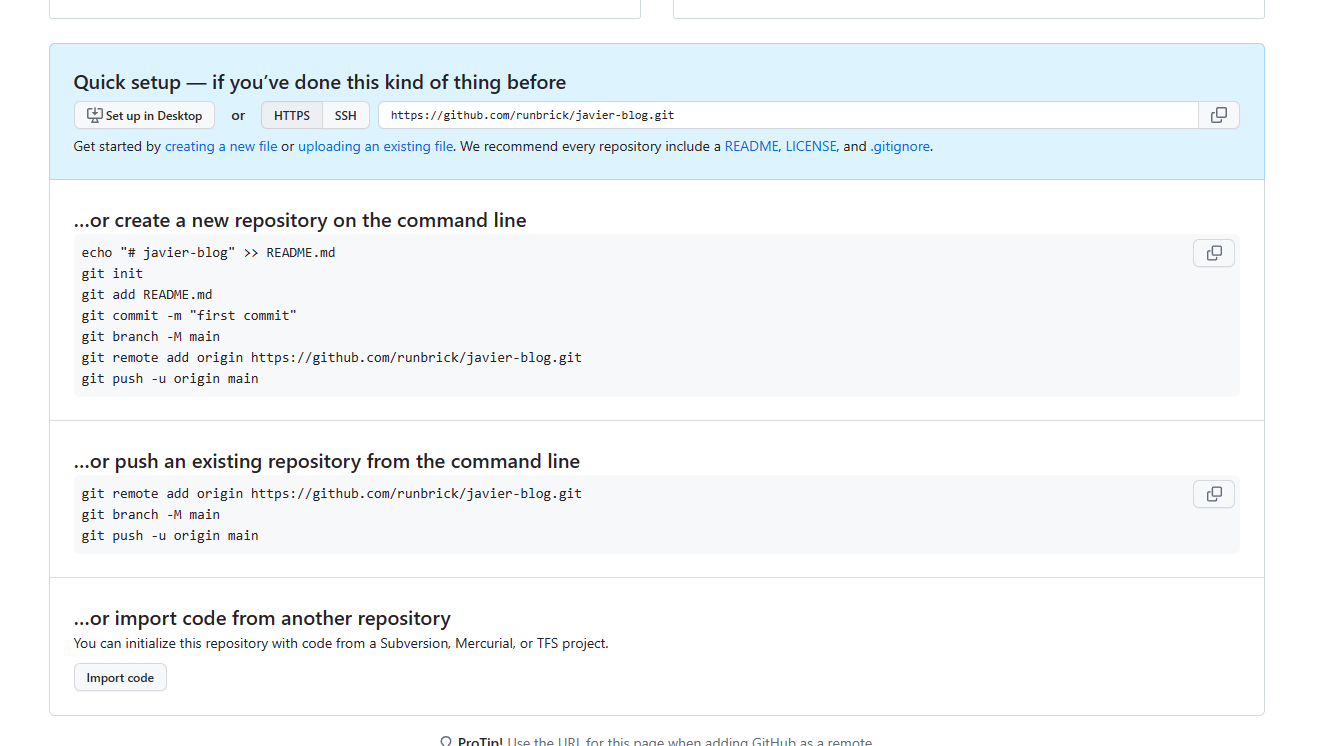 Quick setup — if you’ve done this kind of thing before
Set up in Desktop or HTTPS SSH https://github.com/runbrick/javier-blog.git
Get started by creating a new file or uploading an existing file. We recommend every repository include a README, LICENSE, and .gitignore.
…or create a new repository on the command line
echo "# javier-blog" >> README.md
git init
git add README.md
git commit -m "first commit"
git branch -M main
git remote add origin https://github.com/runbrick/javier-blog.git
git push -u origin main
…or push an existing repository from the command line
git remote add origin https://github.com/runbrick/javier-blog.git
git branch -M main
git push -u origin main
…or import code from another repository
You can initialize this repository with code from a Subversion, Mercurial, or TFS project.
Import code
ProTip! Use the URL for this page when adding GitHub as a remote.